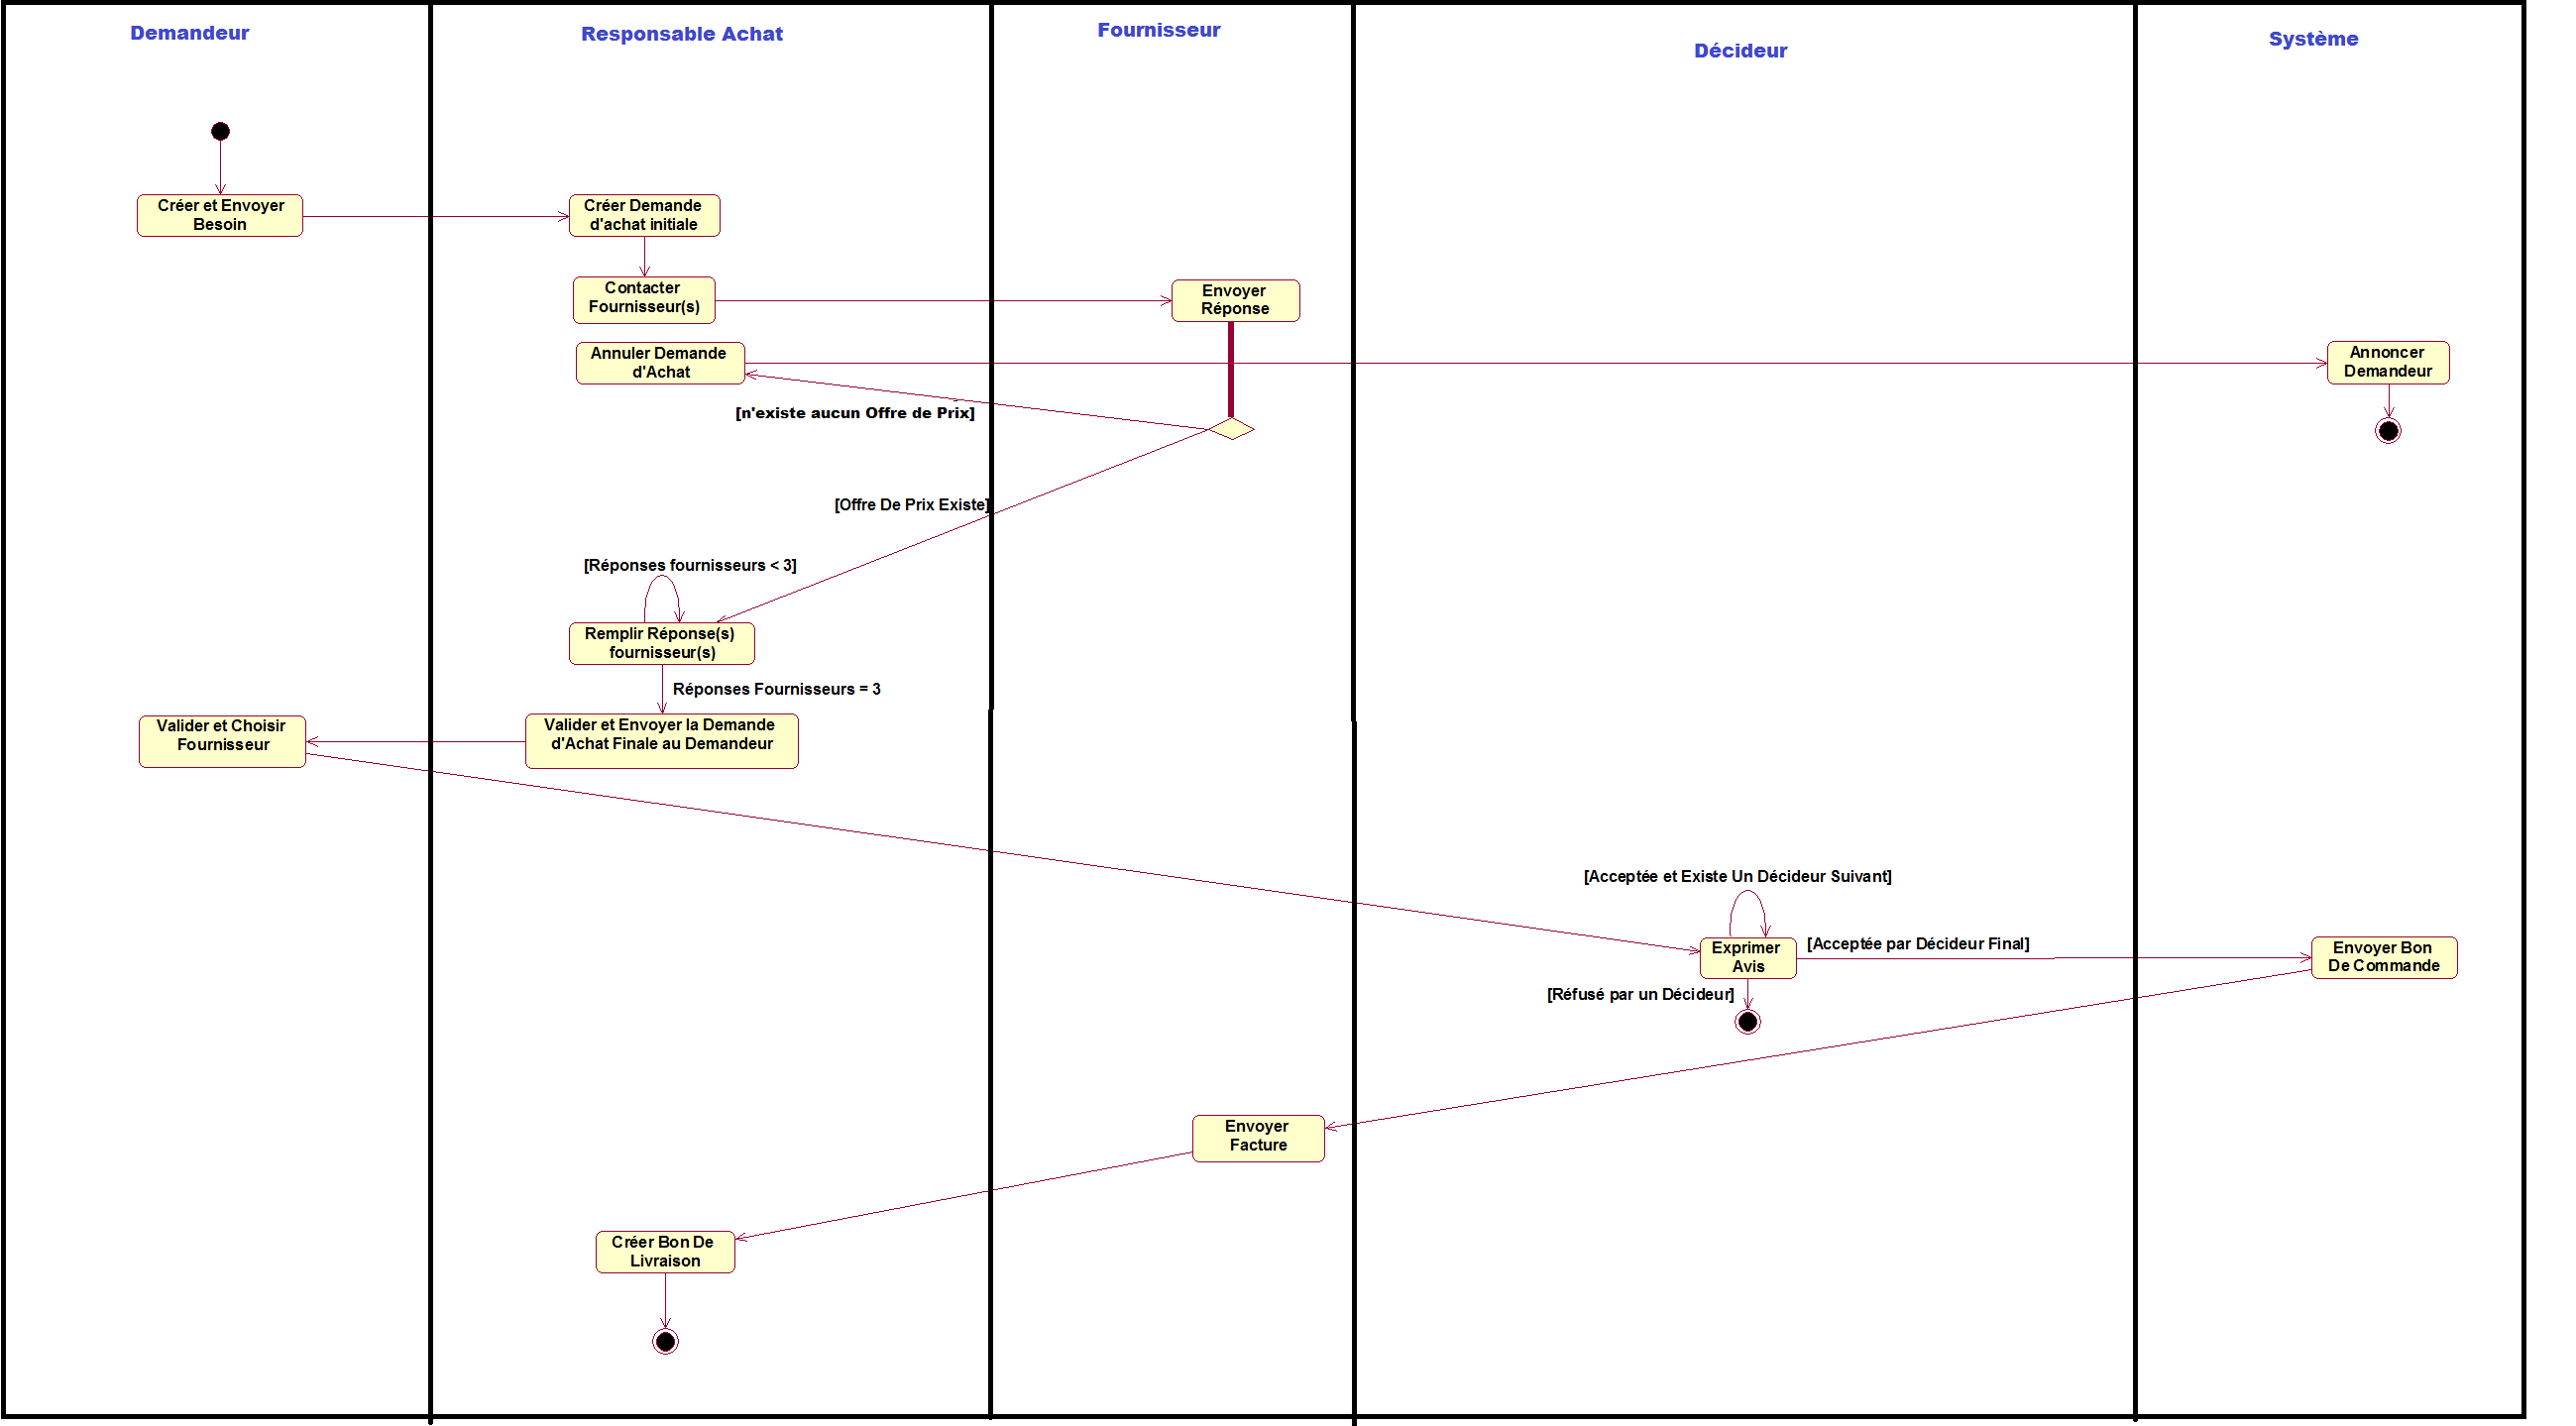 Demandeur
Responsable Achat
Fournisseur
Décideur
Système
Créer et Envoyer
Besoin
Créer Demande
d'achat initiale
Contacter
Fournisseur(s)
Envoyer
Réponse
Annuler Demande
d'Achat
Annoncer
Demandeur
[n'existe aucun Offre de Prix]
[Offre De Prix Existe]
[Réponses fournisseurs < 3]
Remplir Réponse(s)
fournisseur(s)
Réponses Fournisseurs = 3
Valider et Choisir
Fournisseur
Valider et Envoyer la Demande
d'Achat Finale au Demandeur
[Acceptée et Existe Un Décideur Suivant]
Exprimer
Avis
[Acceptée par Décideur Final]
Envoyer Bon
De Commande
[Réfusé par un Décideur]
Envoyer
Facture
Créer Bon De
Livraison